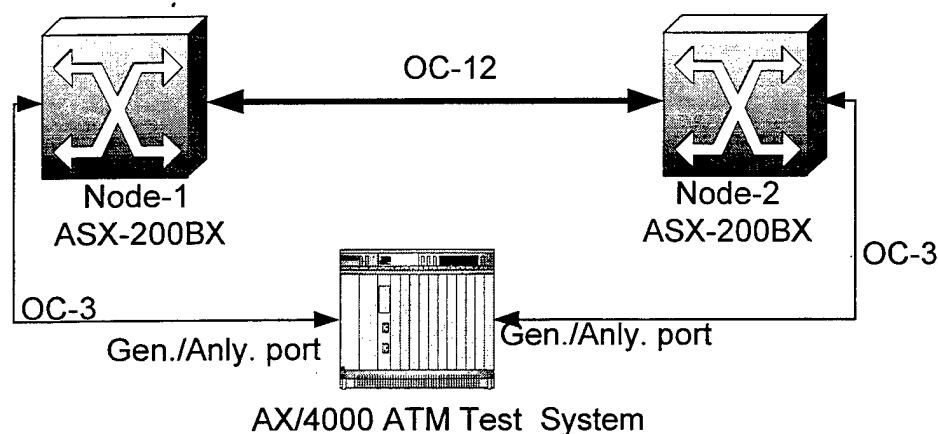 OC-12
Node-1
ASX-200BX
Node-2
ASX-200BX
OC-3
OC-3
Gen./Anly. port
Gen./Anly. port
AX/4000 ATM Test System